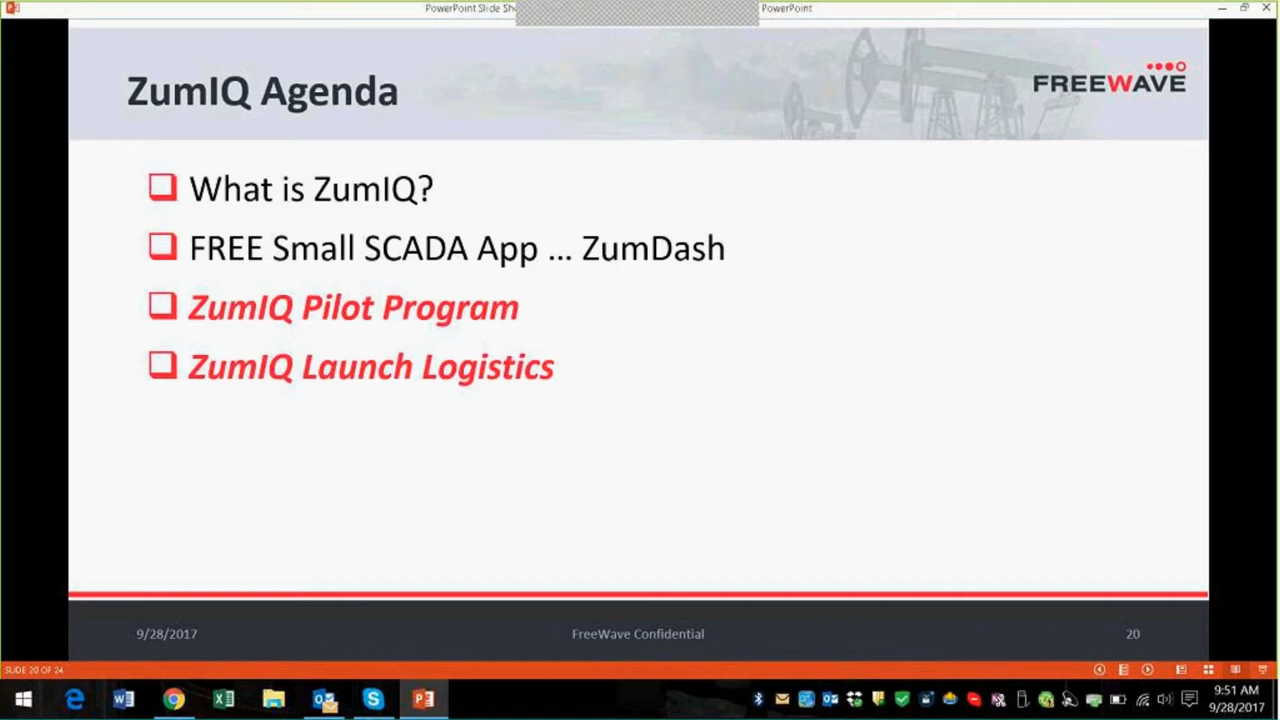 PowerPoint Slide Sh
PowerPoint
ZumIQ Agenda
FREEWAVE
What is ZumIQ?
FREE Small SCADA App ... ZumDash
ZumIQ Pilot Program
ZumIQ Launch Logistics
9/28/2017
FreeWave Confidential
20
SLIDE 20 OF 24
9:51 AM
9/28/2017